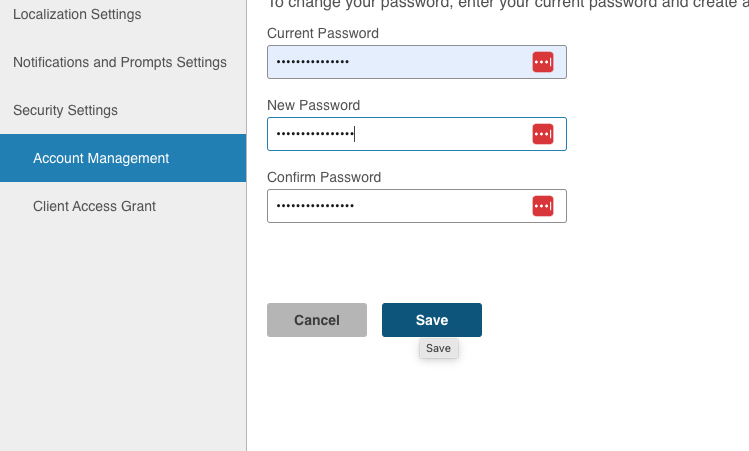 To change your password, enter your current password and create a
Localization Settings
Current Password
•••••••••••••••
Notifications and Prompts Settings
New Password
••••••••••••••••
Security Settings
Account Management
Confirm Password
••••••••••••••••
Client Access Grant
Cancel
Save
Save